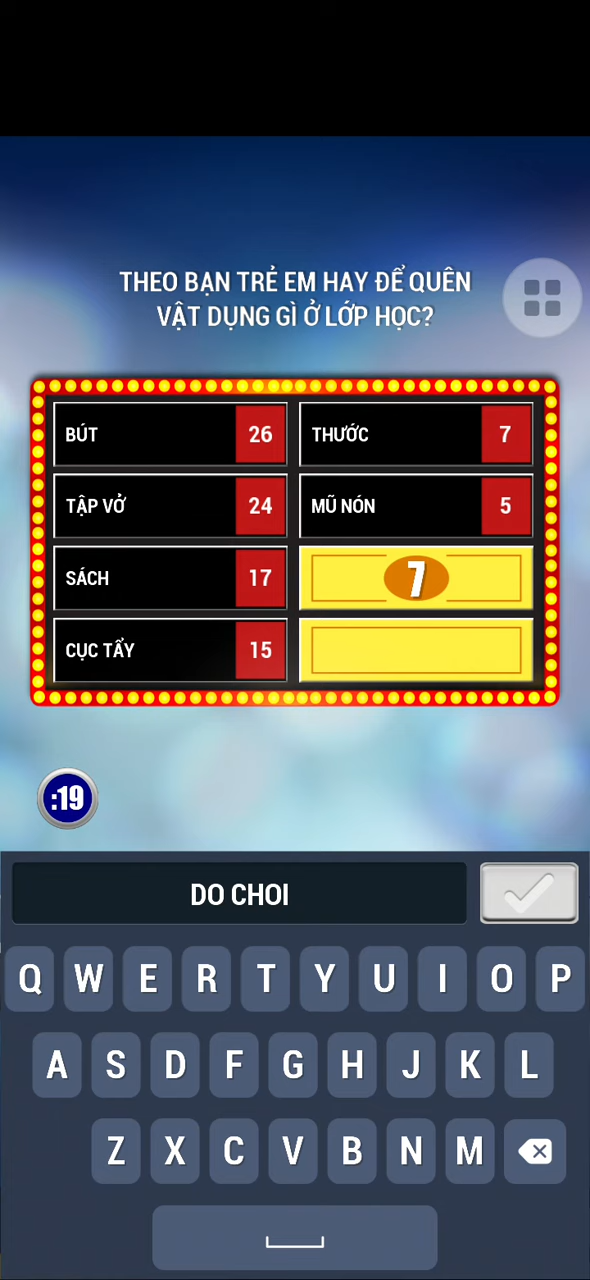 THEO BẠN TRẺ EM HAY ĐỂ QUÊN
VẬT DỤNG GÌ Ở LỚP HỌC?
BÚT 26
THƯỚC 7
TẬP VỞ 24
MŨ NÓN 5
SÁCH 17
7
CỤC TẨY 15
:19
DO CHOI
Q W E R T Y U I O P
A S D F G H J K L
Z X C V B N M